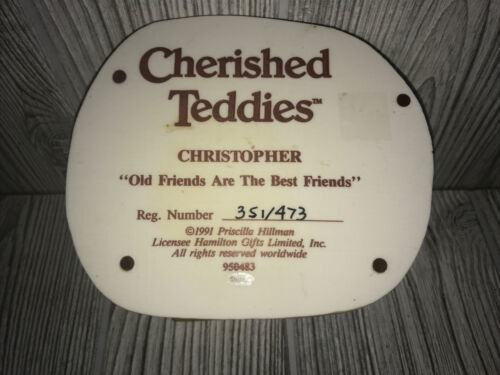 Cherished
Teddies™
CHRISTOPHER
"Old Friends Are The Best Friends"
Reg. Number 351/473
©1991 Priscilla Hillman
Licensee Hamilton Gifts Limited, Inc.
All rights reserved worldwide
950483